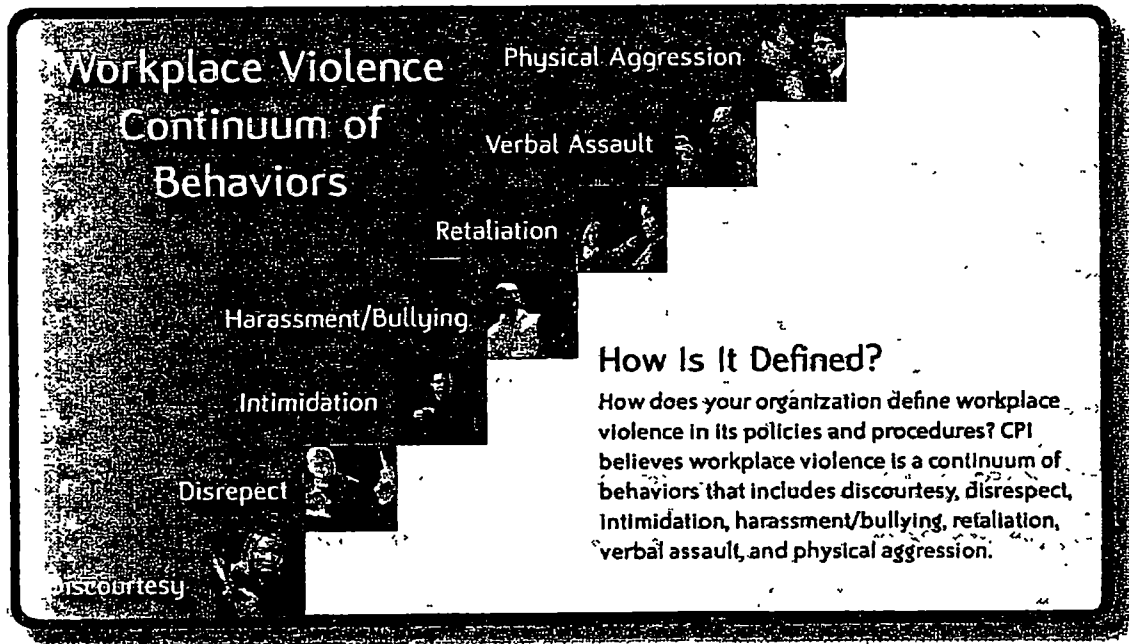 Workplace Violence
Continuum of
Behaviors
Physical Aggression
Verbal Assault
Retaliation
Harassment/Bullying
Intimidation
Disrepect
Discourtesy
How Is It Defined?
How does your organization define workplace
violence in its policies and procedures? CPI
believes workplace violence is a continuum of
behaviors that includes discourtesy, disrespect,
intimidation, harassment/bullying, retaliation,
verbal assault, and physical aggression.